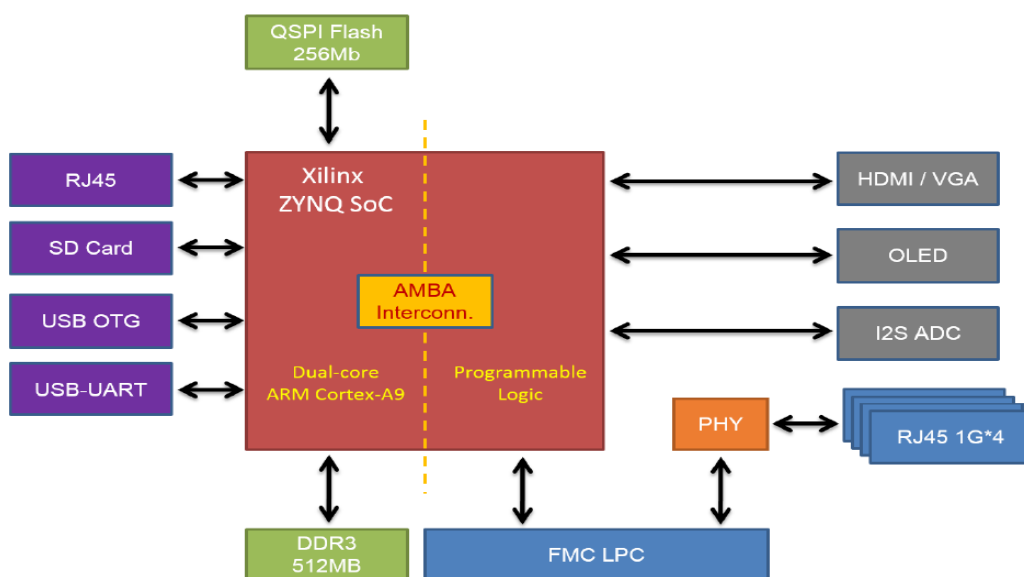 QSPI Flash
256Mb
Xilinx
ZYNQ SoC
RJ45
HDMI / VGA
SD Card
OLED
AMBA
Interconn.
USB OTG
I2S ADC
USB-UART
Dual-core
ARM Cortex-A9
Programmable
Logic
PHY
RJ45 1G*4
DDR3
512MB
FMC LPC